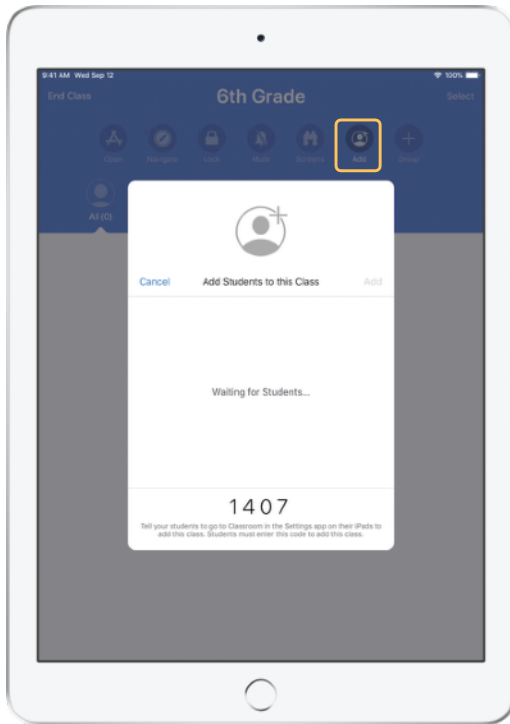 9:41 AM Wed Sep 12 100%
End Class 6th Grade Select
Open Navigate Lock Mute Screens Add Group
All (0)
Cancel Add Students to this Class Add
Waiting for Students...
1407
Tell your students to go to Classroom in the Settings app on their iPads to
add this class. Students must enter this code to add this class.